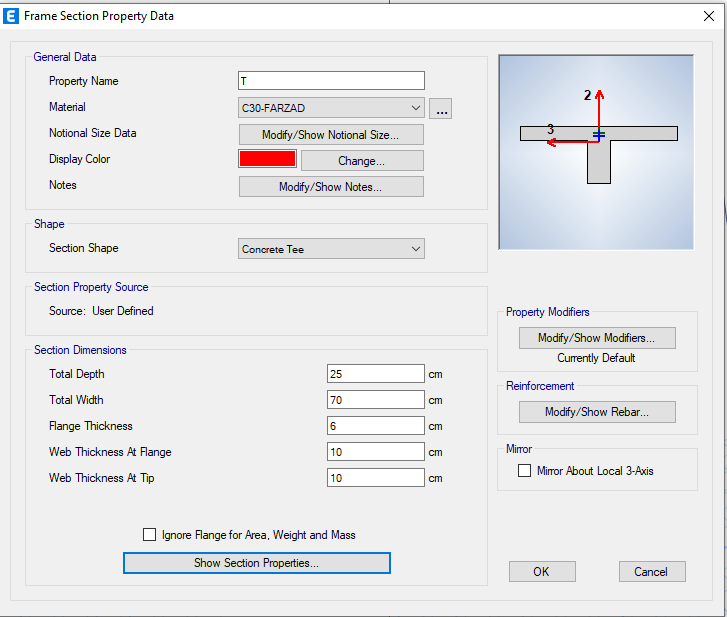 E Frame Section Property Data
General Data
Property Name T
Material C30-FARZAD ...
Notional Size Data Modify/Show Notional Size...
Display Color Change...
Notes Modify/Show Notes...
Shape
Section Shape Concrete Tee
Section Property Source
Source: User Defined
Section Dimensions
Total Depth 25 cm
Total Width 70 cm
Flange Thickness 6 cm
Web Thickness At Flange 10 cm
Web Thickness At Tip 10 cm
Ignore Flange for Area, Weight and Mass
Show Section Properties...
2
3
Property Modifiers
Modify/Show Modifiers...
Currently Default
Reinforcement
Modify/Show Rebar...
Mirror
Mirror About Local 3-Axis
OK Cancel